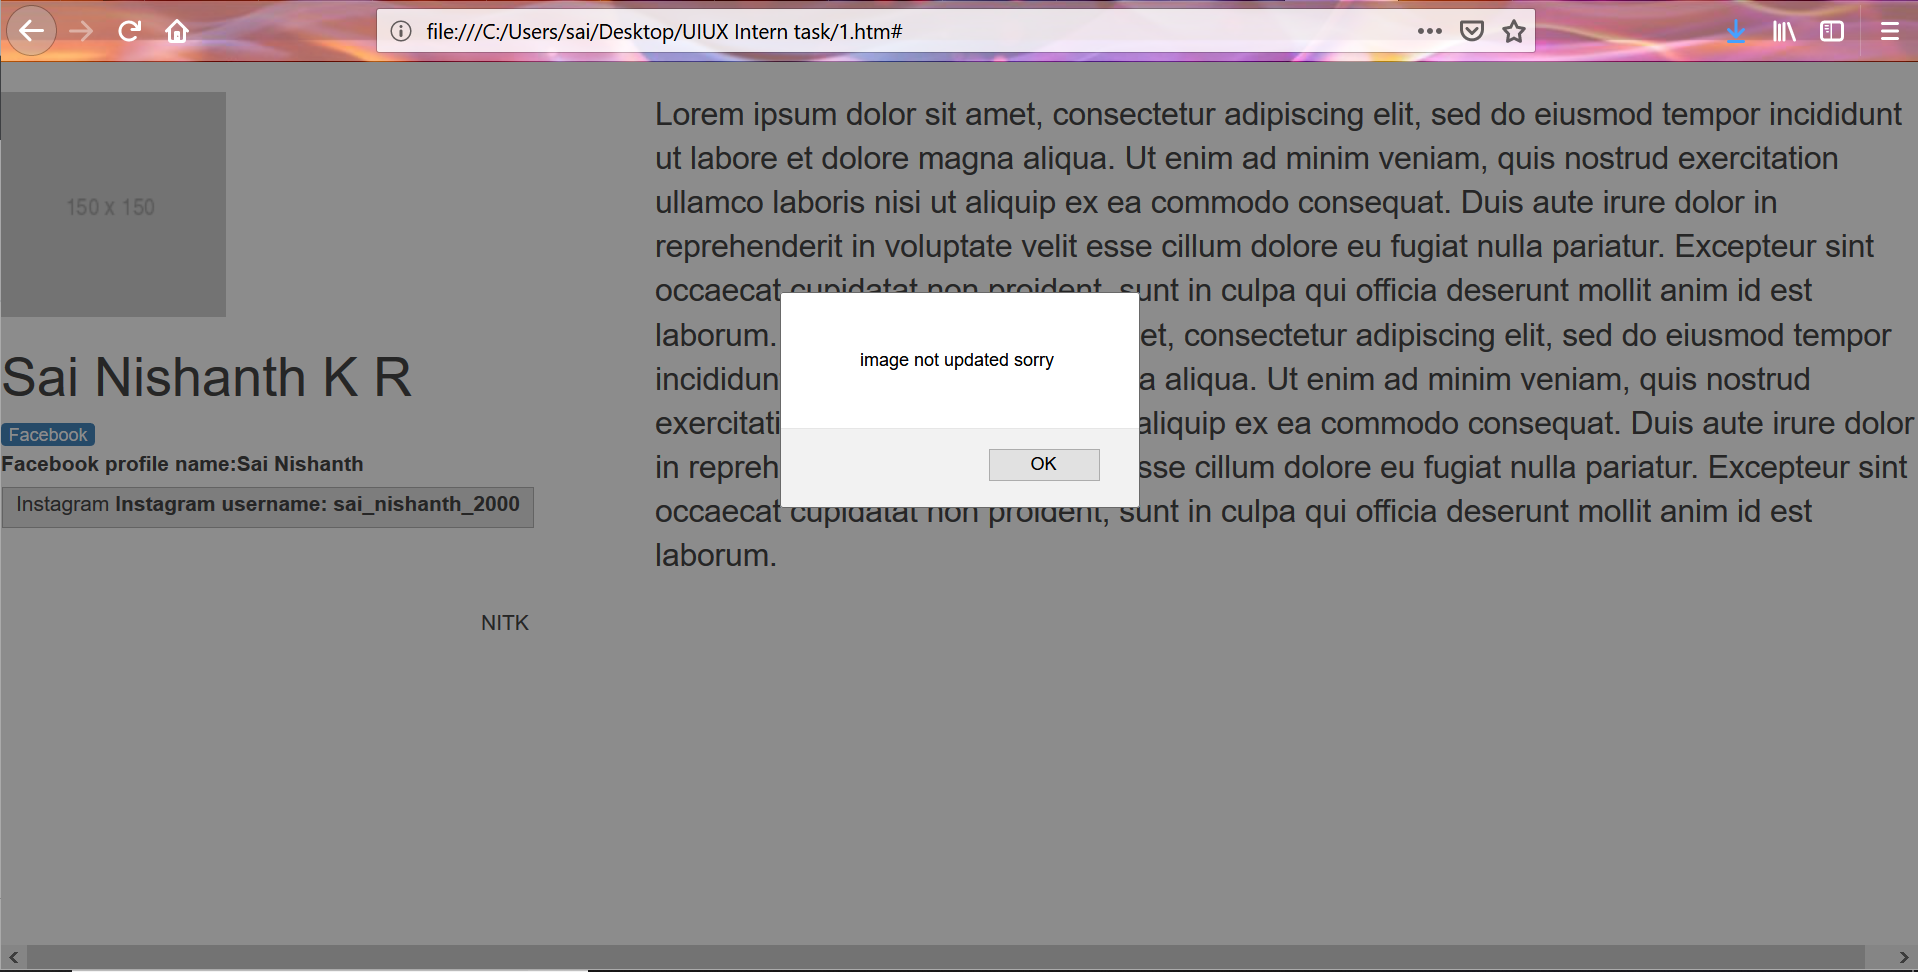 file:///C:/Users/sai/Desktop/UIUX Intern task/1.htm#
150 x 150
Sai Nishanth K R
Facebook
Facebook profile name:Sai Nishanth
Instagram Instagram username: sai_nishanth_2000
NITK
Lorem ipsum dolor sit amet, consectetur adipiscing elit, sed do eiusmod tempor incididunt
ut labore et dolore magna aliqua. Ut enim ad minim veniam, quis nostrud exercitation
ullamco laboris nisi ut aliquip ex ea commodo consequat. Duis aute irure dolor in
reprehenderit in voluptate velit esse cillum dolore eu fugiat nulla pariatur. Excepteur sint
occaecat cupidatat non proident, sunt in culpa qui officia deserunt mollit anim id est
laborum. et, consectetur adipiscing elit, sed do eiusmod tempor
incididun a aliqua. Ut enim ad minim veniam, quis nostrud
exercitati aliquip ex ea commodo consequat. Duis aute irure dolor
in repreh sse cillum dolore eu fugiat nulla pariatur. Excepteur sint
occaecat cupidatat non proident, sunt in culpa qui officia deserunt mollit anim id est
laborum.
image not updated sorry
OK